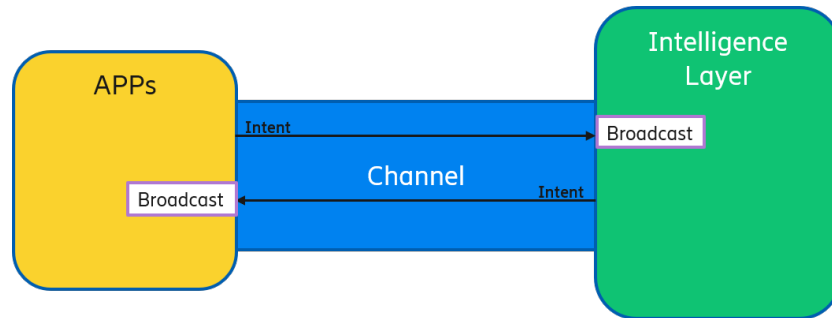 APPs
Intelligence
Layer
Intent
Broadcast
Channel
Broadcast
Intent